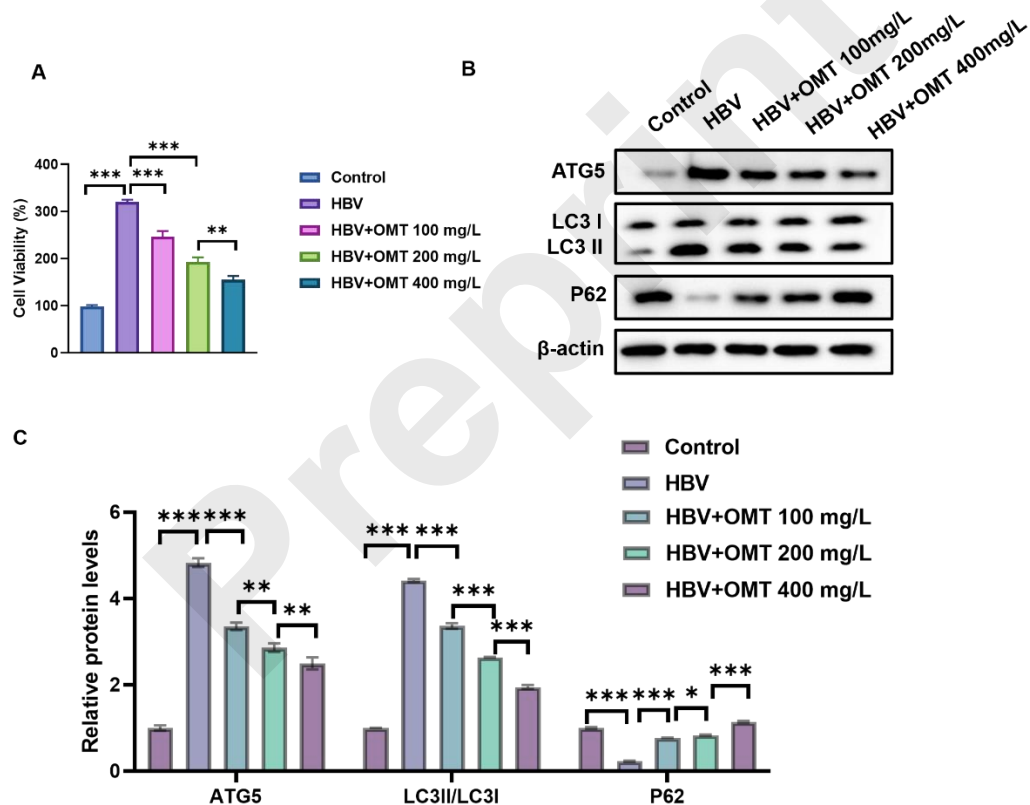 A
Cell Viability (%)
400
300
200
100
0
***
***
***
**
Control
HBV
HBV+OMT 100 mg/L
HBV+OMT 200 mg/L
HBV+OMT 400 mg/L
B
Control
HBV
HBV+OMT 100mg/L
HBV+OMT 200mg/L
HBV+OMT 400mg/L
ATG5
LC3 I
LC3 II
P62
β-actin
C
Relative protein levels
6
4
2
0
*** *** ** **
*** *** *** ***
*** *** * ***
ATG5 LC3II/LC3I P62
Control
HBV
HBV+OMT 100 mg/L
HBV+OMT 200 mg/L
HBV+OMT 400 mg/L
Preprint